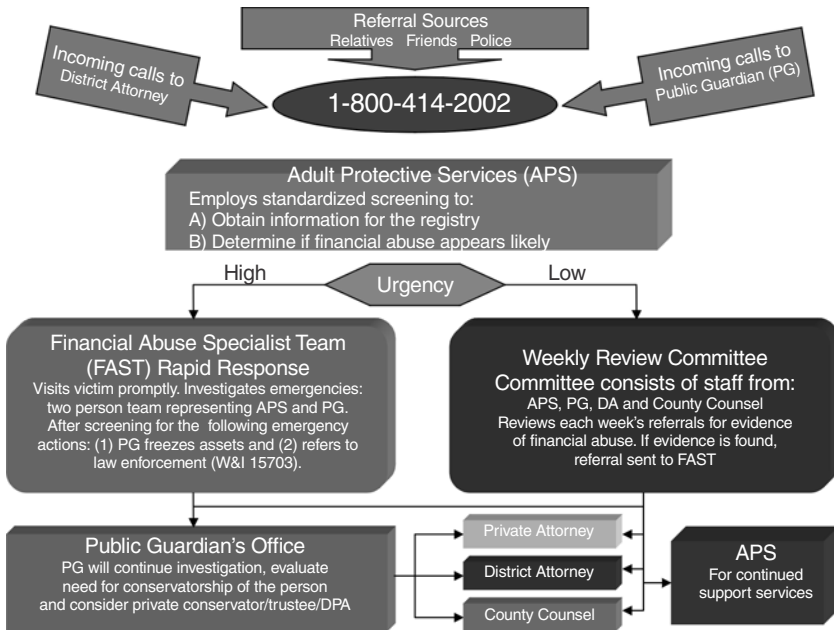 Referral Sources
Relatives Friends Police
Incoming calls to
District Attorney
Incoming calls to
Public Guardian (PG)
1-800-414-2002
Adult Protective Services (APS)
Employs standardized screening to:
A) Obtain information for the registry
B) Determine if financial abuse appears likely
High
Urgency
Low
Financial Abuse Specialist Team
(FAST) Rapid Response
Visits victim promptly. Investigates emergencies:
two person team representing APS and PG.
After screening for the following emergency
actions: (1) PG freezes assets and (2) refers to
law enforcement (W&I 15703).
Weekly Review Committee
Committee consists of staff from:
APS, PG, DA and County Counsel
Reviews each week's referrals for evidence
of financial abuse. If evidence is found,
referral sent to FAST
Public Guardian's Office
PG will continue investigation, evaluate
need for conservatorship of the person
and consider private conservator/trustee/DPA
Private Attorney
District Attorney
County Counsel
APS
For continued
support services